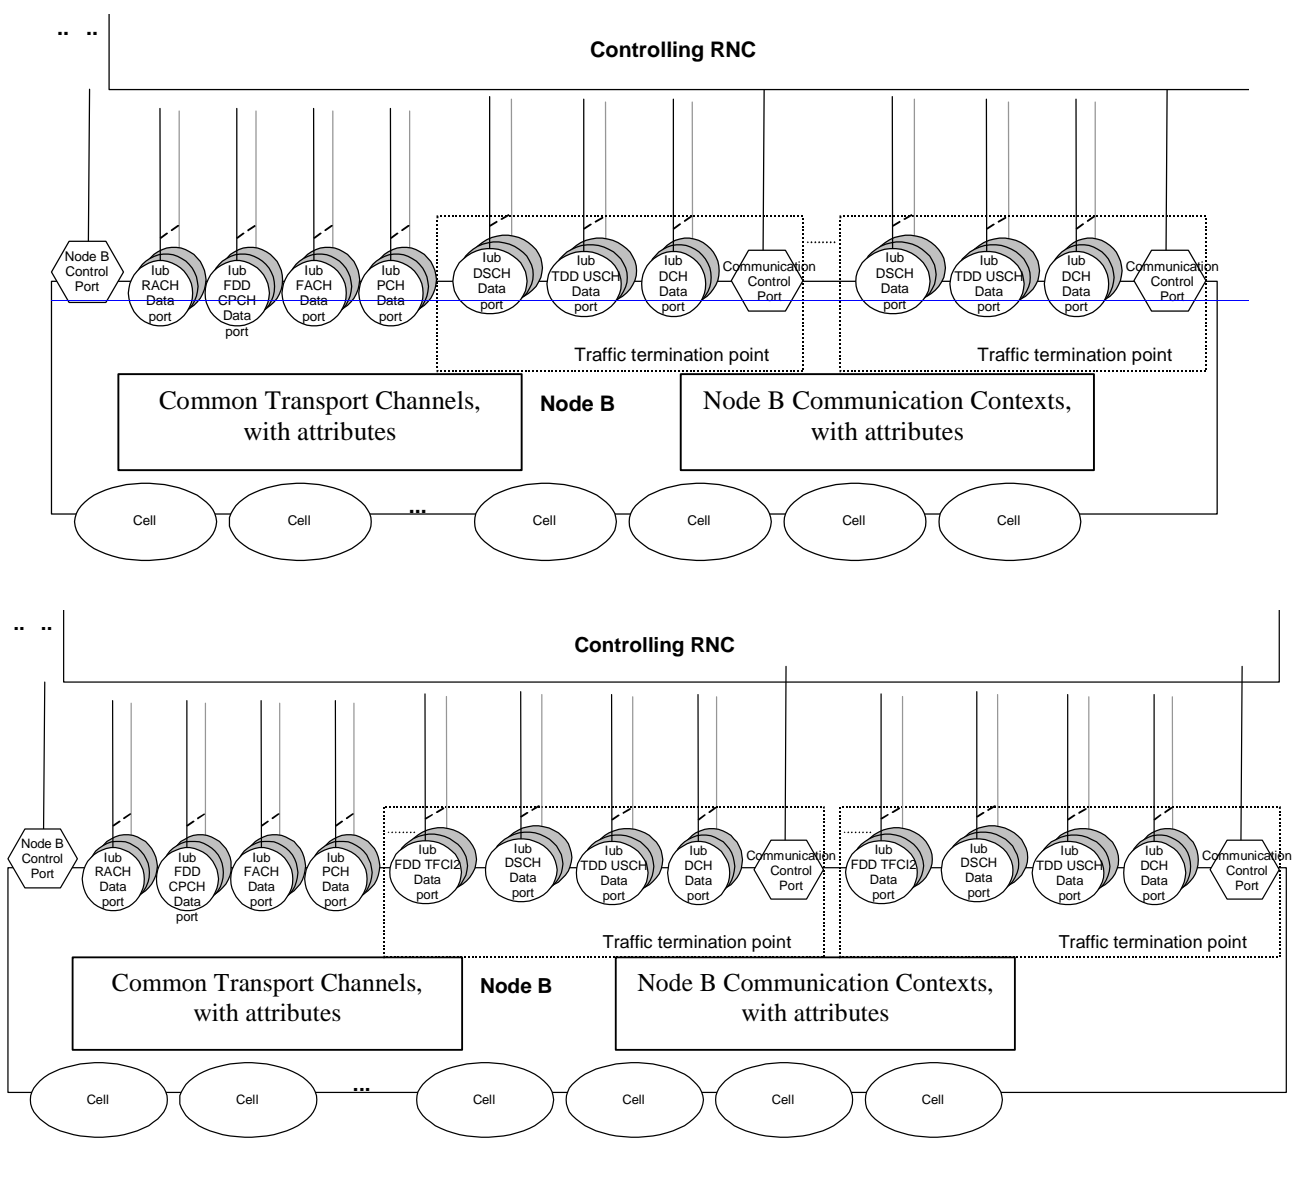 .. ..
Controlling RNC
Node B
Control
Port
Iub
RACH
Data
port
Iub
FDD
CPCH
Data
port
Iub
FACH
Data
port
Iub
PCH
Data
port
Iub
DSCH
Data
port
Iub
TDD USCH
Data
port
Iub
DCH
Data
port
Communication
Control
Port
........
Iub
DSCH
Data
port
Iub
TDD USCH
Data
port
Iub
DCH
Data
port
Communication
Control
Port
Traffic termination point
Traffic termination point
Common Transport Channels,
with attributes
Node B
Node B Communication Contexts,
with attributes
Cell
Cell
...
Cell
Cell
Cell
Cell
.. ..
Controlling RNC
Node B
Control
Port
Iub
RACH
Data
port
Iub
FDD
CPCH
Data
port
Iub
FACH
Data
port
Iub
PCH
Data
port
.......
Iub
FDD TFCI2
Data
port
Iub
DSCH
Data
port
Iub
TDD USCH
Data
port
Iub
DCH
Data
port
Communication
Control
Port
.......
Iub
FDD TFCI2
Data
port
Iub
DSCH
Data
port
Iub
TDD USCH
Data
port
Iub
DCH
Data
port
Communication
Control
Port
Traffic termination point
Traffic termination point
Common Transport Channels,
with attributes
Node B
Node B Communication Contexts,
with attributes
Cell
Cell
...
Cell
Cell
Cell
Cell